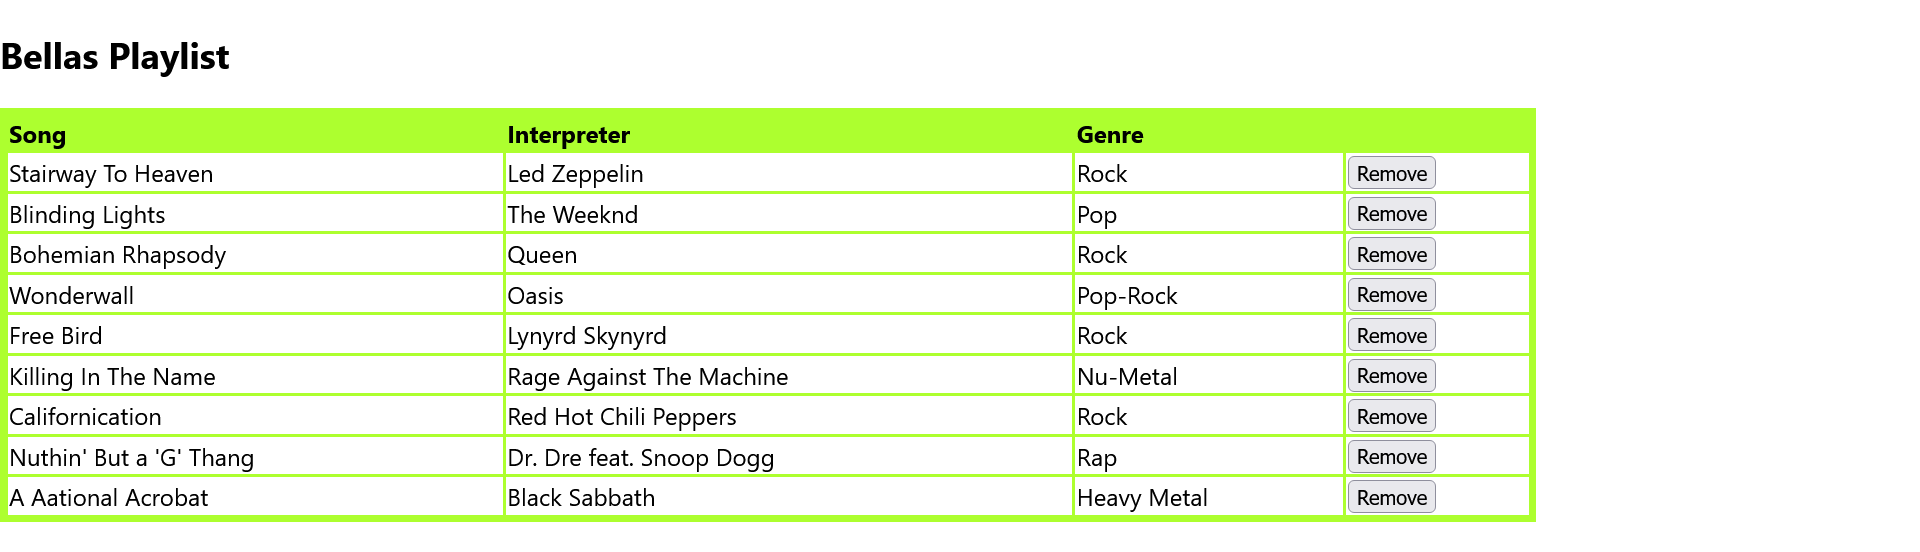 Bellas Playlist
Song Interpreter Genre
Stairway To Heaven Led Zeppelin Rock Remove
Blinding Lights The Weeknd Pop Remove
Bohemian Rhapsody Queen Rock Remove
Wonderwall Oasis Pop-Rock Remove
Free Bird Lynyrd Skynyrd Rock Remove
Killing In The Name Rage Against The Machine Nu-Metal Remove
Californication Red Hot Chili Peppers Rock Remove
Nuthin' But a 'G' Thang Dr. Dre feat. Snoop Dogg Rap Remove
A Aational Acrobat Black Sabbath Heavy Metal Remove